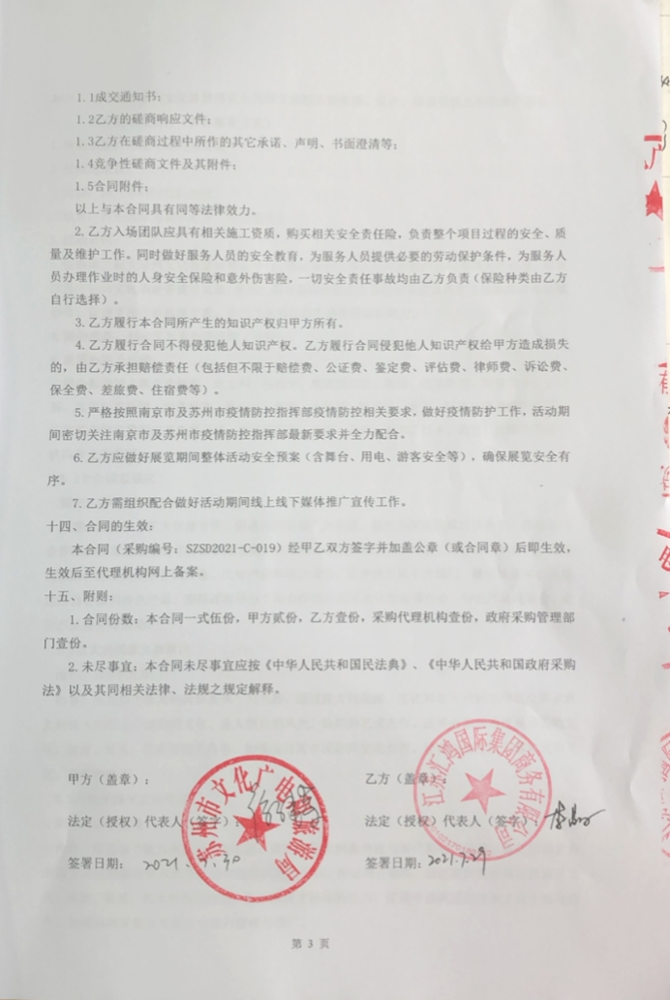 1.1成交通知书;
1.2乙方的磋商响应文件;
1.3乙方在磋商过程中所作的其它承诺、声明、书面澄清等;
1.4竞争性磋商文件及其附件;
1.5合同附件;
以上与本合同具有同等法律效力。
2.乙方入场团队应具有相关施工资质，购买相关安全责任险，负责整个项目过程的安全、质
量及维护工作。同时做好服务人员的安全教育，为服务人员提供必要的劳动保护条件，为服务人
员办理作业时的人身安全保险和意外伤害险，一切安全责任事故均由乙方负责（保险种类由乙方
自行选择）。
3.乙方履行本合同所产生的知识产权归甲方所有。
4.乙方履行合同不得侵犯他人知识产权。乙方履行合同侵犯他人知识产权给甲方造成损失
的，由乙方承担赔偿责任（包括但不限于赔偿费、公证费、鉴定费、评估费、律师费、诉讼费、
保全费、差旅费、住宿费等）。
5.严格按照南京市及苏州市疫情防控指挥部疫情防控相关要求，做好疫情防护工作，活动期
间密切关注南京市及苏州市疫情防控指挥部最新要求并全力配合。
6.乙方应做好展览期间整体活动安全预案（含舞台、用电、游客安全等），确保展览安全有
序。
7.乙方需组织配合做好活动期间线上线下媒体推广宣传工作。
十四、合同的生效:
本合同（采购编号：SZSD2021-C-019）经甲乙双方签字并加盖公章（或合同章）后即生效，
生效后至代理机构网上备案。
十五、附则:
1.合同份数：本合同一式伍份，甲方贰份，乙方壹份，采购代理机构壹份，政府采购管理部
门壹份。
2.未尽事宜：本合同未尽事宜应按《中华人民共和国民法典》、《中华人民共和国政府采购
法》以及其同相关法律、法规之规定解释。
甲方（盖章）：
乙方（盖章）：
苏州市文化广电和旅游局
江苏汇鸿国际集团商务有限公司
法定（授权）代表人（签字）
法定（授权）代表人（签字）
签署日期：
签署日期：2021.7.29
第 3 页